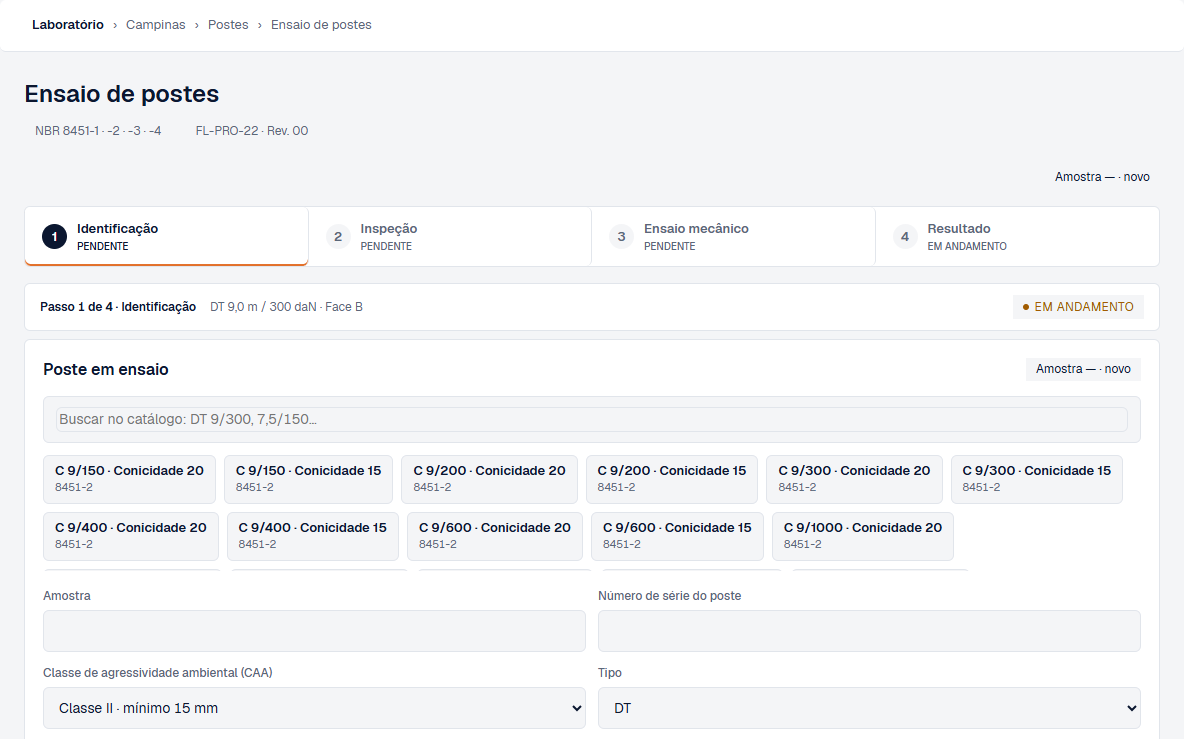 Laboratório › Campinas › Postes › Ensaio de postes
Ensaio de postes
NBR 8451-1 · -2 · -3 · -4 FL-PRO-22 · Rev. 00
Amostra — · novo
1 Identificação PENDENTE
2 Inspeção PENDENTE
3 Ensaio mecânico PENDENTE
4 Resultado EM ANDAMENTO
Passo 1 de 4 · Identificação DT 9,0 m / 300 daN · Face B EM ANDAMENTO
Poste em ensaio Amostra — · novo
Buscar no catálogo: DT 9/300, 7,5/150…
C 9/150 · Conicidade 20
8451-2
C 9/150 · Conicidade 15
8451-2
C 9/200 · Conicidade 20
8451-2
C 9/200 · Conicidade 15
8451-2
C 9/300 · Conicidade 20
8451-2
C 9/300 · Conicidade 15
8451-2
C 9/400 · Conicidade 20
8451-2
C 9/400 · Conicidade 15
8451-2
C 9/600 · Conicidade 20
8451-2
C 9/600 · Conicidade 15
8451-2
C 9/1000 · Conicidade 20
8451-2
Amostra
Número de série do poste
Classe de agressividade ambiental (CAA)
Classe II · mínimo 15 mm
Tipo
DT